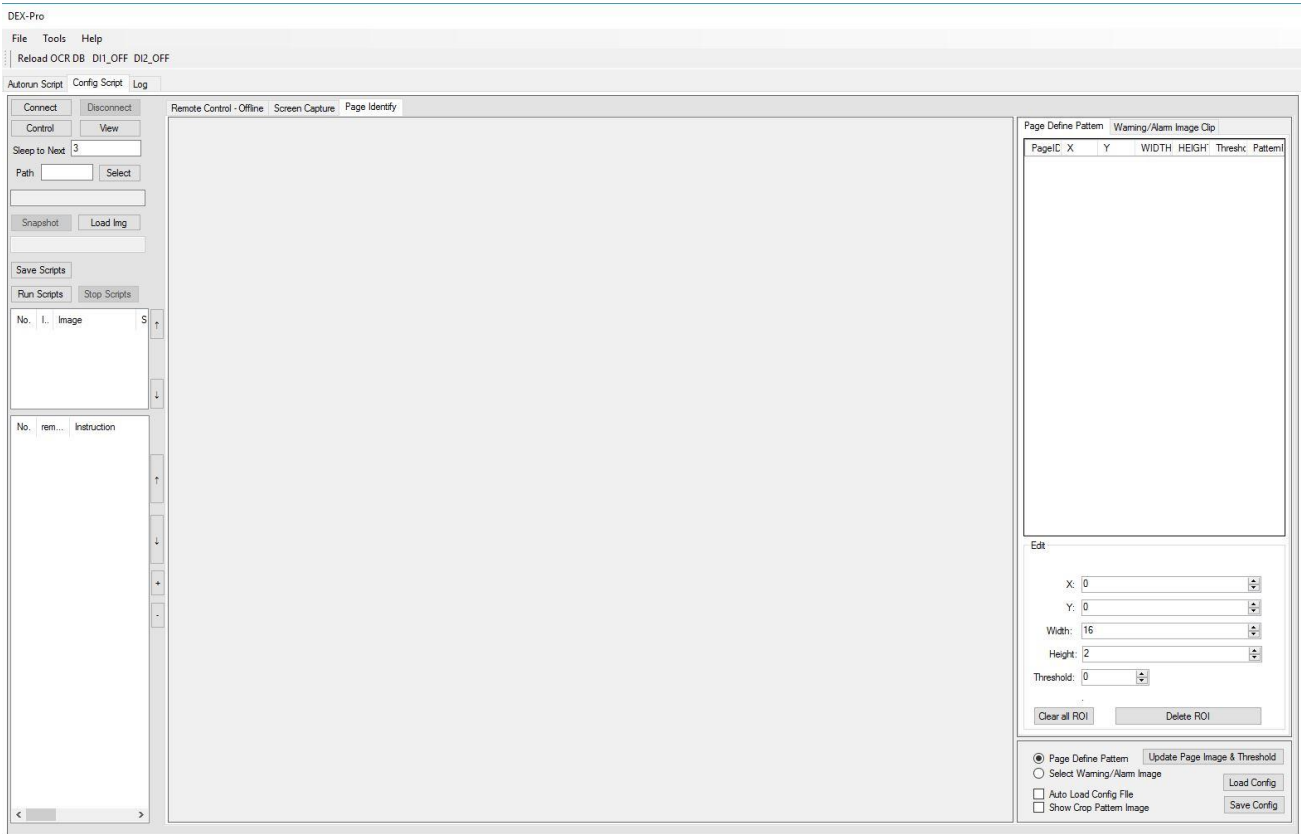 DEX-Pro
File Tools Help
Reload OCR DB DI1_OFF DI2_OFF
Autorun Script Config Script Log
Connect Disconnect
Control View
Sleep to Next 3
Path Select
Snapshot Load Img
Save Scripts
Run Scripts Stop Scripts
No. I.. Image S
↑
↓
No. rem... Instruction
↑
↓
+
-
Remote Control - Offline Screen Capture Page Identify
Page Define Pattern Warning/Alarm Image Clip
PageID X Y WIDTH HEIGHT Threshc PatternI
Edit
X: 0
Y: 0
Width: 16
Height: 2
Threshold: 0
Clear all ROI Delete ROI
Page Define Pattern Update Page Image & Threshold
Select Warning/Alarm Image
Load Config
Auto Load Config FIle
Show Crop Pattern Image Save Config